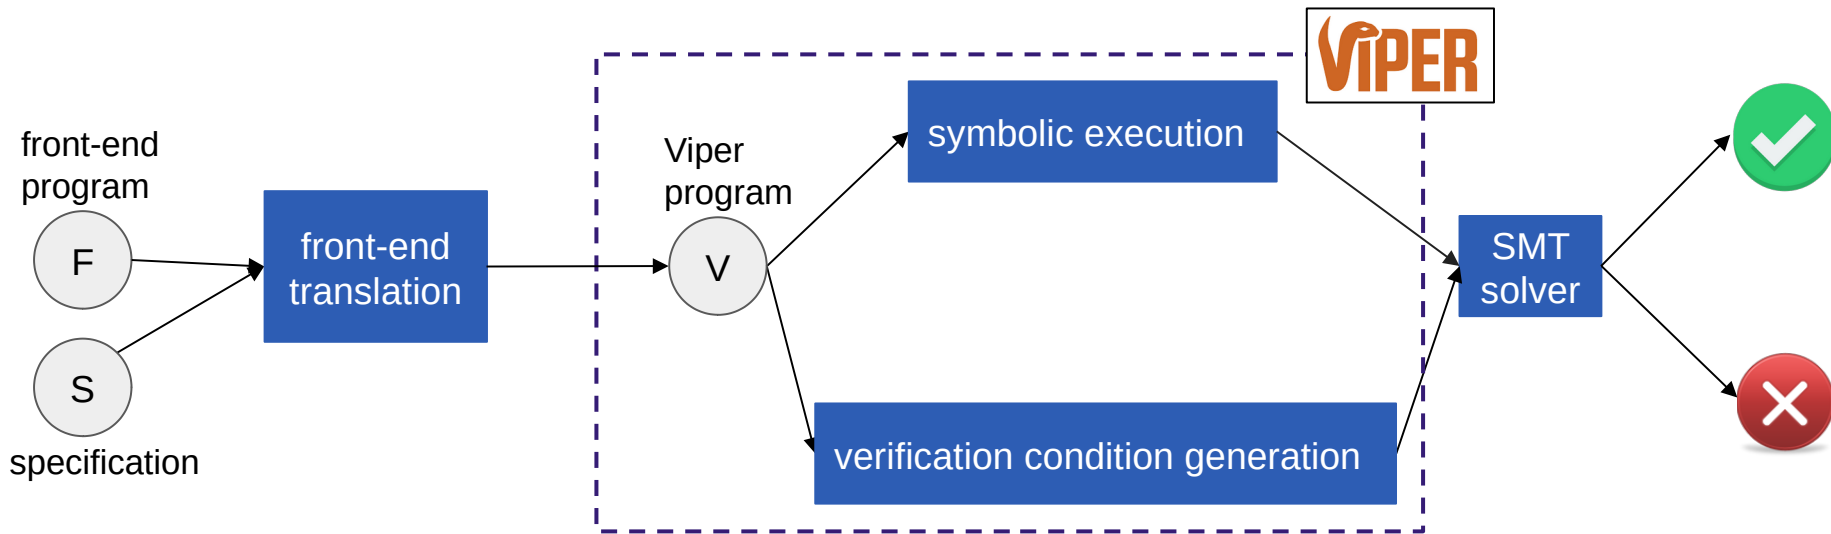 front-end
program
F
S
specification
front-end
translation
Viper
program
V
symbolic execution
verification condition generation
VIPER
SMT
solver